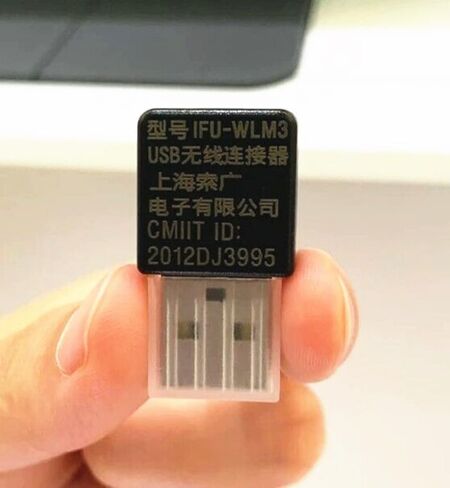 型号 IFU-WLM3
USB无线连接器
上海索广
电子有限公司
CMIIT ID:
2012DJ3995